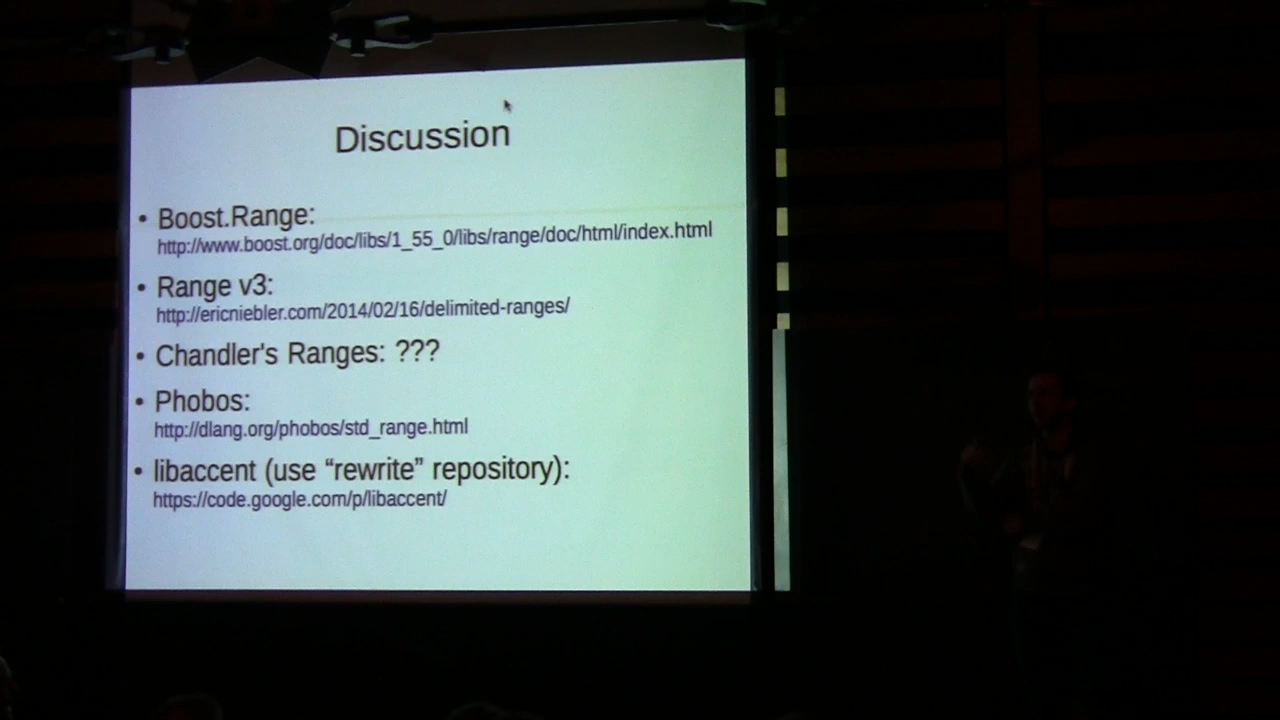 Discussion
• Boost.Range:
http://www.boost.org/doc/libs/1_55_0/libs/range/doc/html/index.html
• Range v3:
http://ericniebler.com/2014/02/16/delimited-ranges/
• Chandler's Ranges: ???
• Phobos:
http://dlang.org/phobos/std_range.html
• libaccent (use “rewrite” repository):
https://code.google.com/p/libaccent/